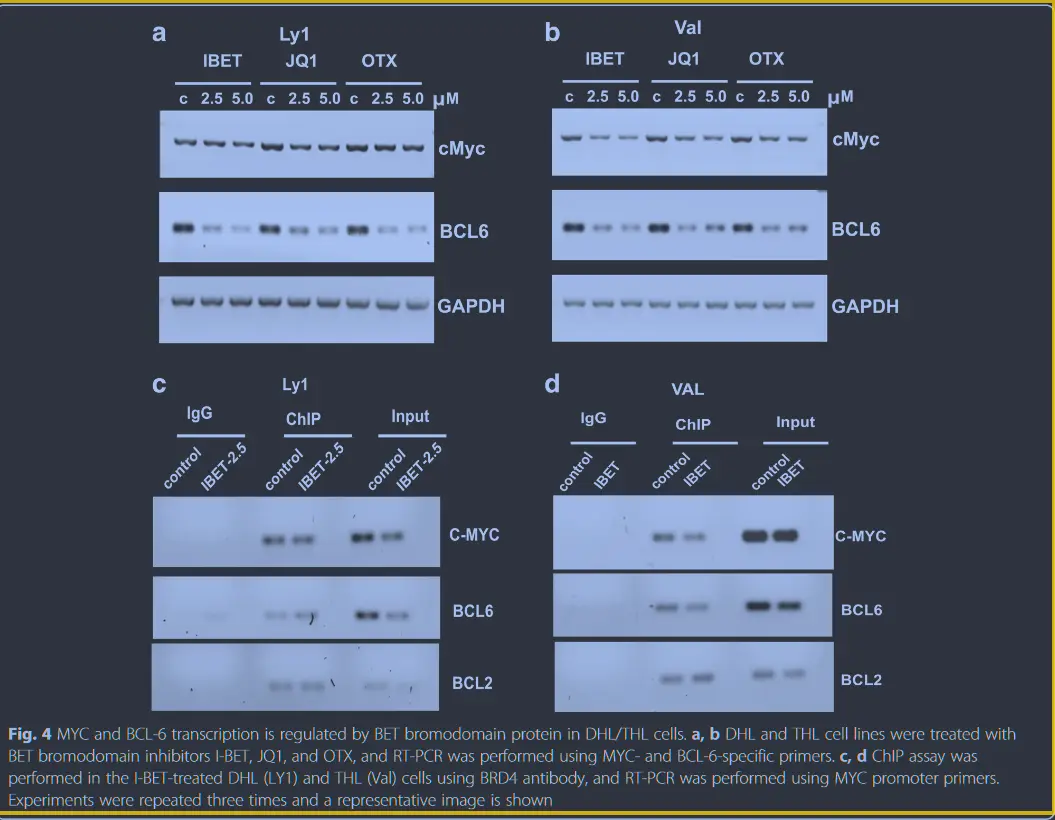 a
Ly1
IBET JQ1 OTX
c 2.5 5.0 c 2.5 5.0 c 2.5 5.0 µM
cMyc
BCL6
GAPDH
b
Val
IBET JQ1 OTX
c 2.5 5.0 c 2.5 5.0 c 2.5 5.0 µM
cMyc
BCL6
GAPDH
c
Ly1
IgG ChIP Input
control IBET-2.5 control IBET-2.5 control IBET-2.5
C-MYC
BCL6
BCL2
d
VAL
IgG ChIP Input
control IBET control IBET control IBET
C-MYC
BCL6
BCL2
Fig. 4 MYC and BCL-6 transcription is regulated by BET bromodomain protein in DHL/THL cells. a, b DHL and THL cell lines were treated with
BET bromodomain inhibitors I-BET, JQ1, and OTX, and RT-PCR was performed using MYC- and BCL-6-specific primers. c, d ChIP assay was
performed in the I-BET-treated DHL (LY1) and THL (Val) cells using BRD4 antibody, and RT-PCR was performed using MYC promoter primers.
Experiments were repeated three times and a representative image is shown